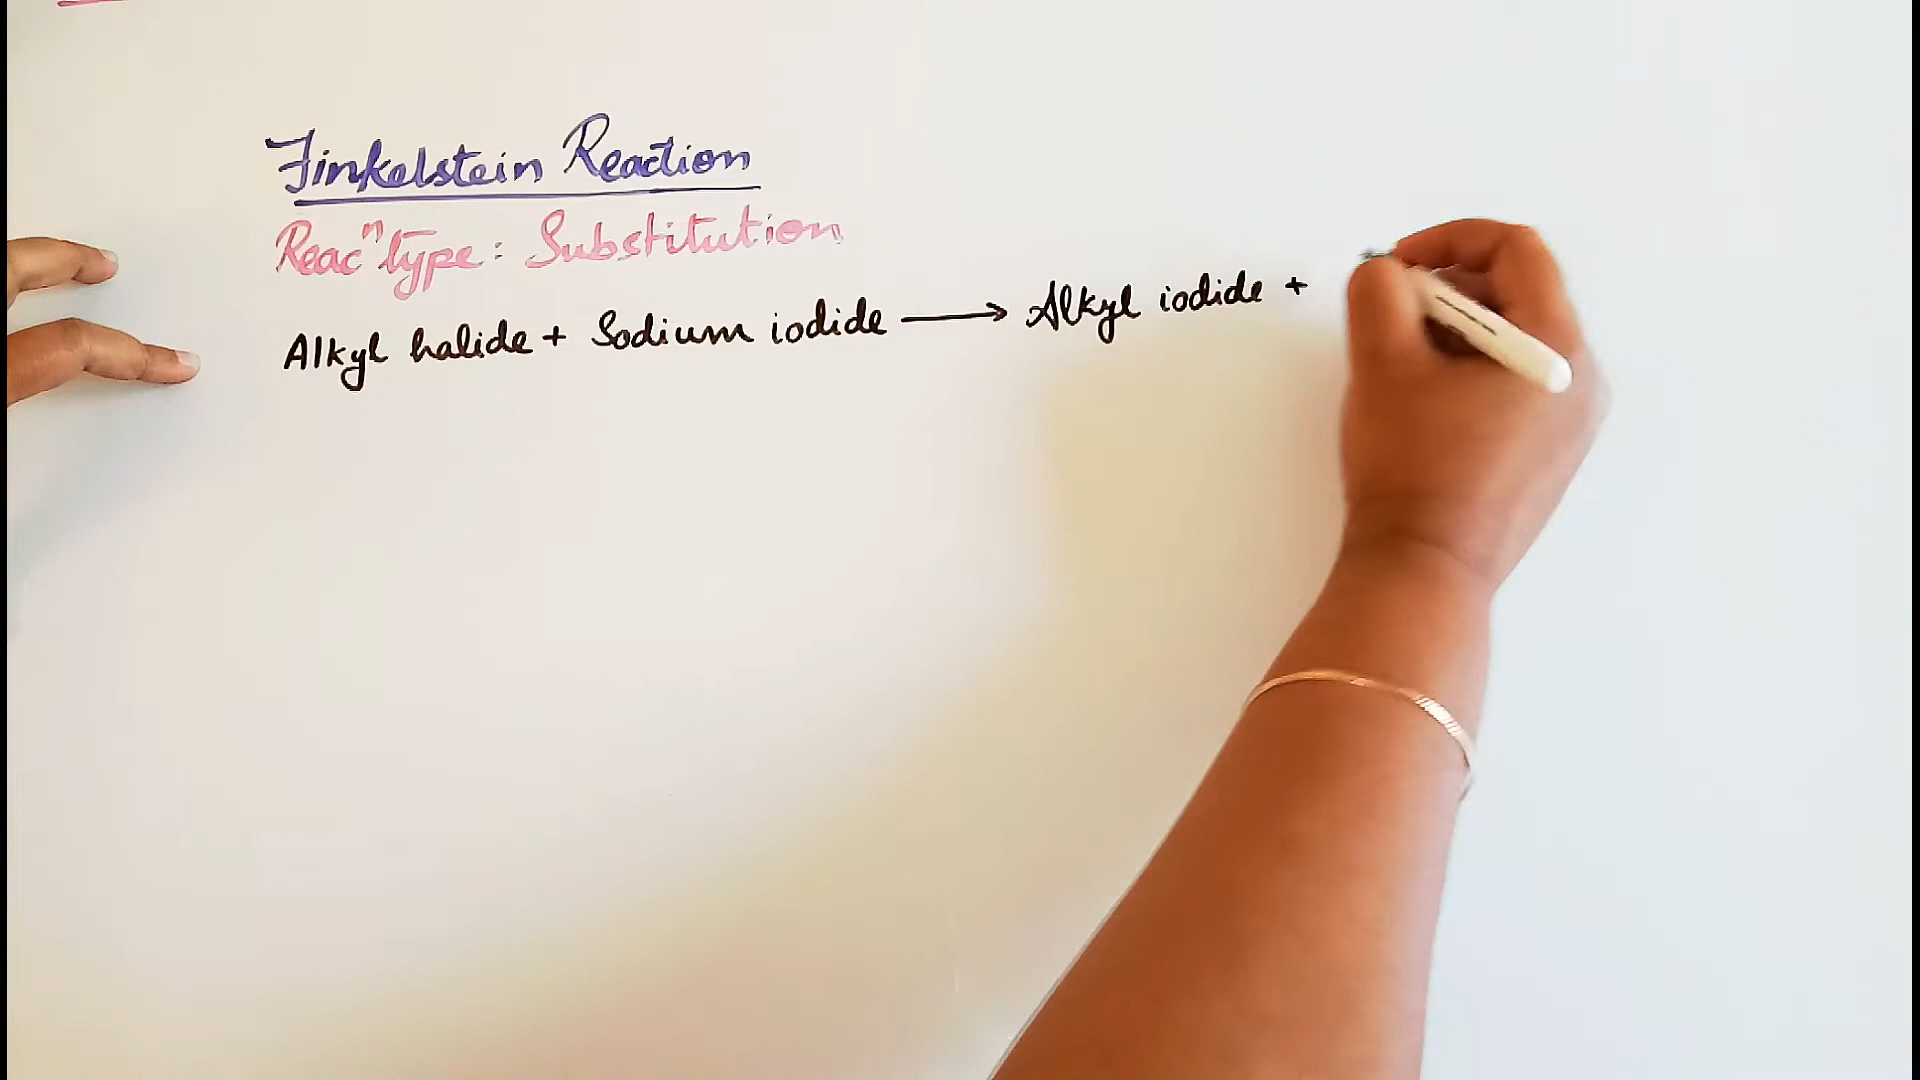 Finkelstein Reaction
Reacⁿ type: Substitution
Alkyl halide + Sodium iodide ⟶ Alkyl iodide +